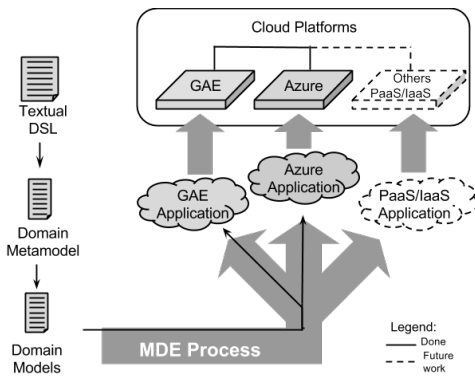 Cloud Platforms
GAE
Azure
Others
PaaS/IaaS
Textual
DSL
Azure
Application
GAE
Application
PaaS/IaaS
Application
Domain
Metamodel
Domain
Models
MDE Process
Legend:
Done
Future
work